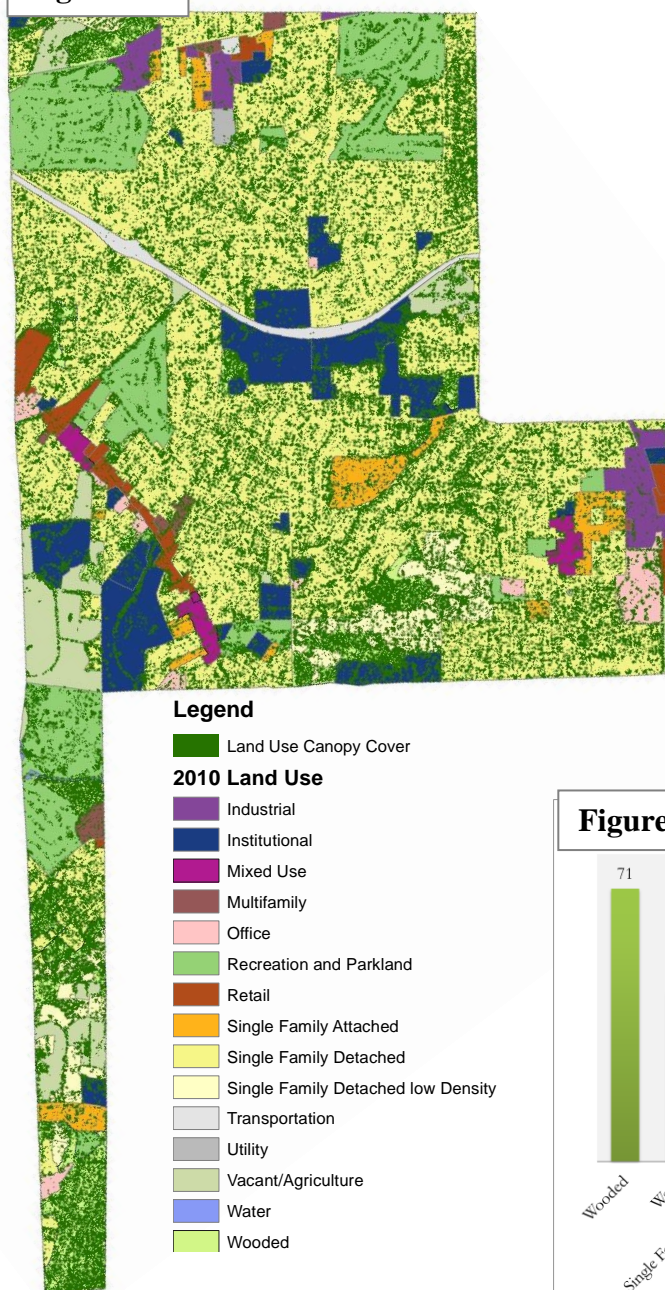 Legend
Land Use Canopy Cover
2010 Land Use
Industrial
Institutional
Mixed Use
Multifamily
Office
Recreation and Parkland
Retail
Single Family Attached
Single Family Detached
Single Family Detached low Density
Transportation
Utility
Vacant/Agriculture
Water
Wooded
Figure
71
Wooded
Single